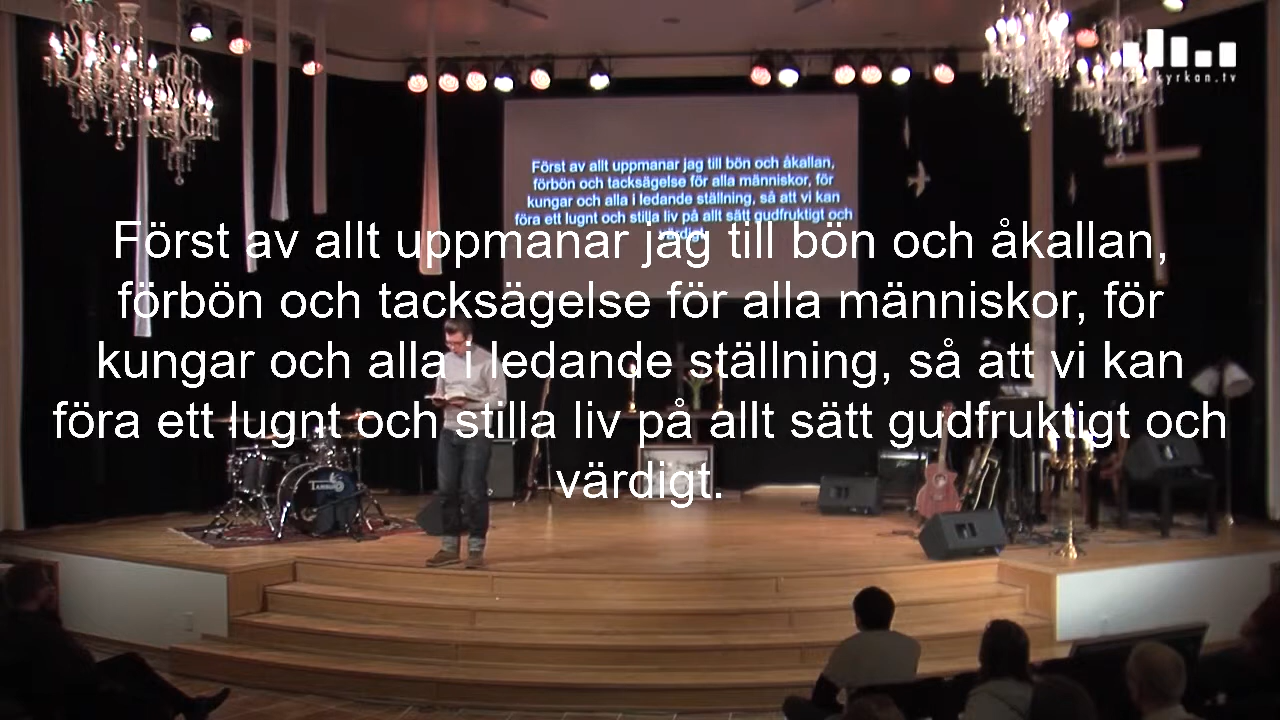 kyrkan.tv
Först av allt uppmanar jag till bön och åkallan,
förbön och tacksägelse för alla människor, för
kungar och alla i ledande ställning, så att vi kan
föra ett lugnt och stilla liv på allt sätt gudfruktigt och
värdigt.
Först av allt uppmanar jag till bön och åkallan,
förbön och tacksägelse för alla människor, för
kungar och alla i ledande ställning, så att vi kan
föra ett lugnt och stilla liv på allt sätt gudfruktigt och
värdigt.